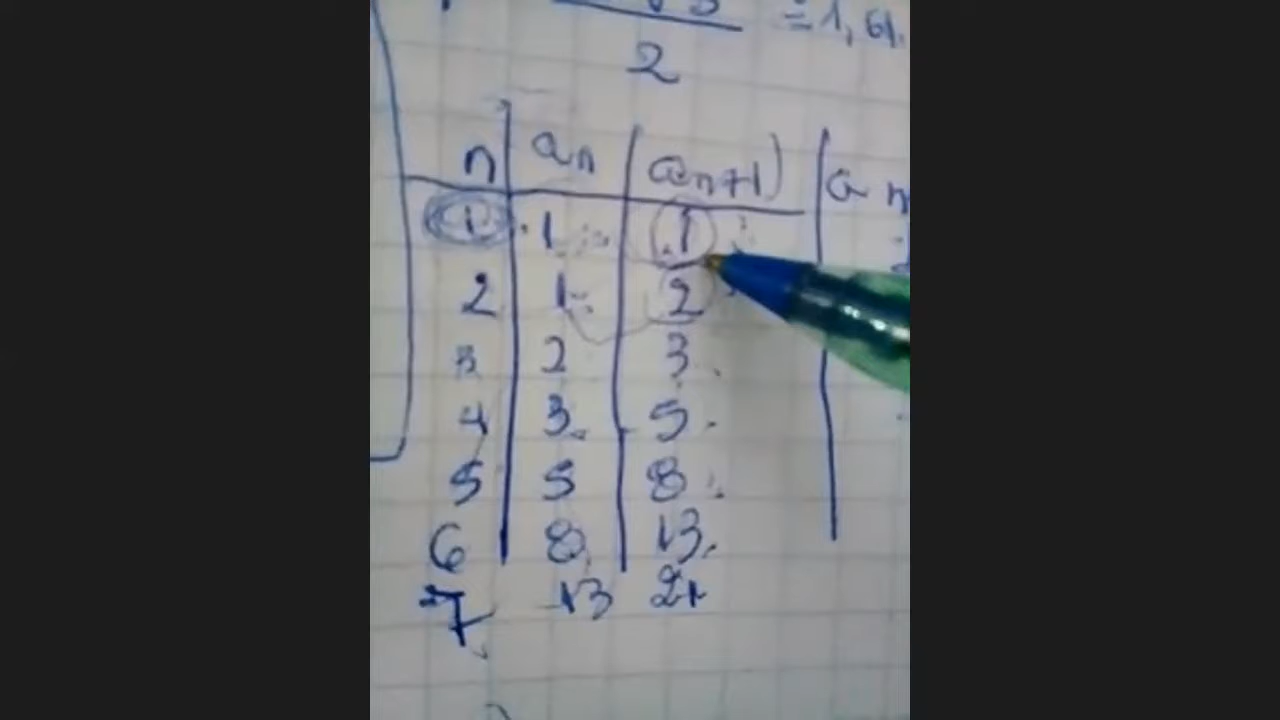 2
= 1,61.
n an an+1
1 1 1
2 1 2
3 2 3
4 3 5
5 5 8
6 8 13
7 13 21